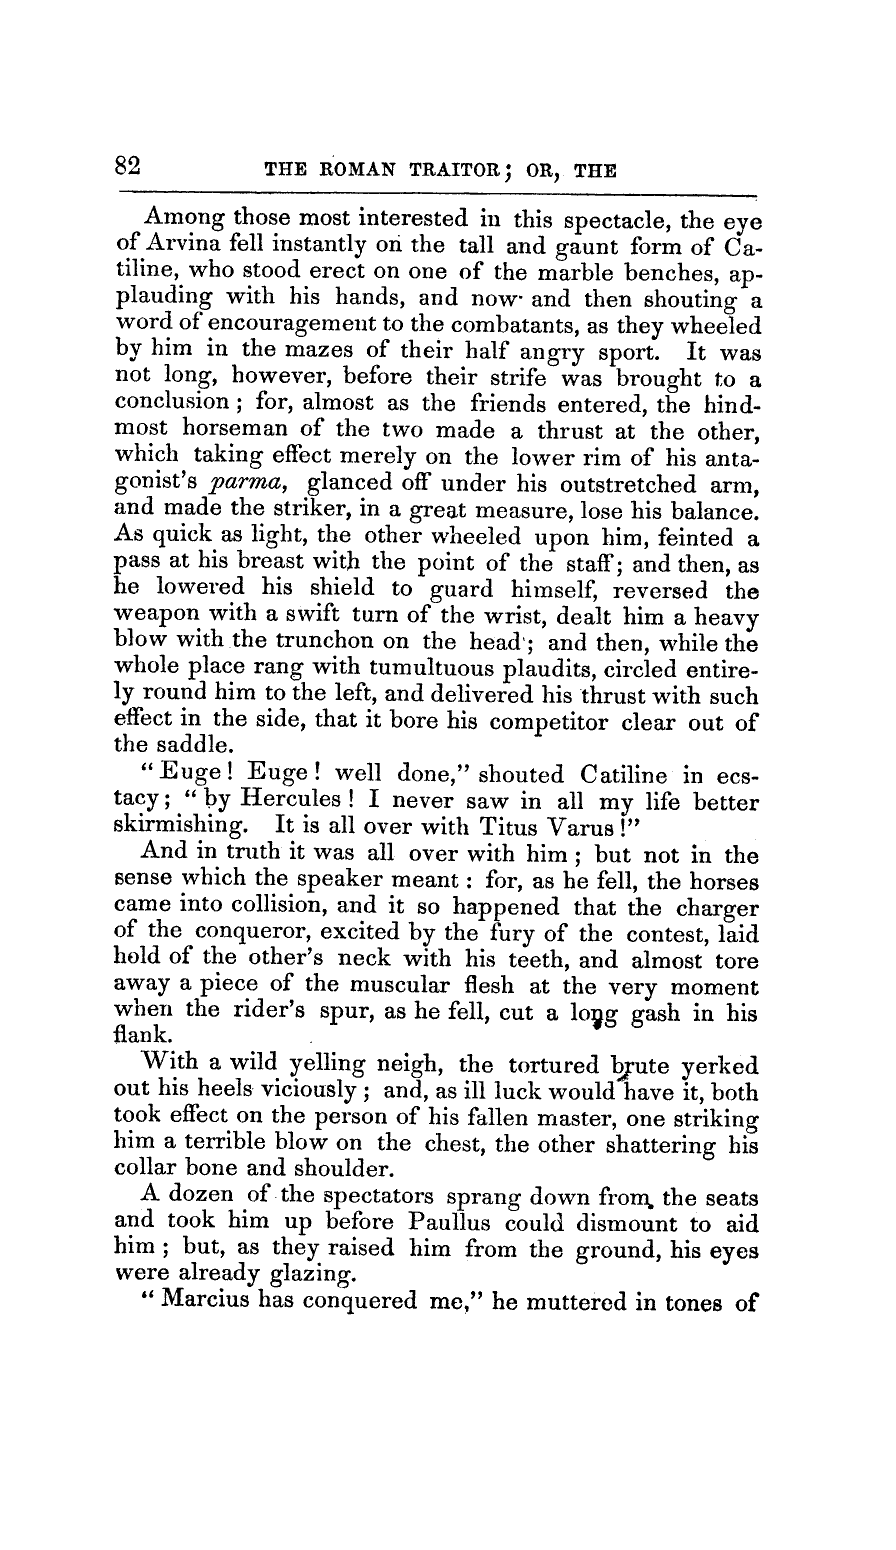 82 THE ROMAN TRAITOR; OR, THE
Among those most interested in this spectacle, the eye
of Arvina fell instantly on the tall and gaunt form of Ca-
tiline, who stood erect on one of the marble benches, ap-
plauding with his hands, and now and then shouting a
word of encouragement to the combatants, as they wheeled
by him in the mazes of their half angry sport. It was
not long, however, before their strife was brought to a
conclusion ; for, almost as the friends entered, the hind-
most horseman of the two made a thrust at the other,
which taking effect merely on the lower rim of his anta-
gonist's parma, glanced off under his outstretched arm,
and made the striker, in a great measure, lose his balance.
As quick as light, the other wheeled upon him, feinted a
pass at his breast with the point of the staff; and then, as
he lowered his shield to guard himself, reversed the
weapon with a swift turn of the wrist, dealt him a heavy
blow with the trunchon on the head; and then, while the
whole place rang with tumultuous plaudits, circled entire-
ly round him to the left, and delivered his thrust with such
effect in the side, that it bore his competitor clear out of
the saddle.
“ Euge ! Euge ! well done,” shouted Catiline in ecs-
tacy ; “ by Hercules ! I never saw in all my life better
skirmishing. It is all over with Titus Varus !”
And in truth it was all over with him ; but not in the
sense which the speaker meant : for, as he fell, the horses
came into collision, and it so happened that the charger
of the conqueror, excited by the fury of the contest, laid
hold of the other's neck with his teeth, and almost tore
away a piece of the muscular flesh at the very moment
when the rider's spur, as he fell, cut a long gash in his
flank.
With a wild yelling neigh, the tortured brute yerked
out his heels viciously ; and, as ill luck would have it, both
took effect on the person of his fallen master, one striking
him a terrible blow on the chest, the other shattering his
collar bone and shoulder.
A dozen of the spectators sprang down from the seats
and took him up before Paullus could dismount to aid
him ; but, as they raised him from the ground, his eyes
were already glazing.
“ Marcius has conquered me,” he muttered in tones of